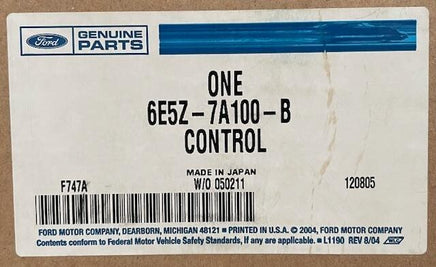 Ford
GENUINE
PARTS
ONE
6E5Z-7A100-B
CONTROL
MADE IN JAPAN
F747A W/O 050211 120805
FORD MOTOR COMPANY, DEARBORN, MICHIGAN 48121 ■ PRINTED IN U.S.A. © 2004, FORD MOTOR COMPANY
Contents conform to Federal Motor Vehicle Safety Standards, If any are applicable. ■ L1190 REV 8/04